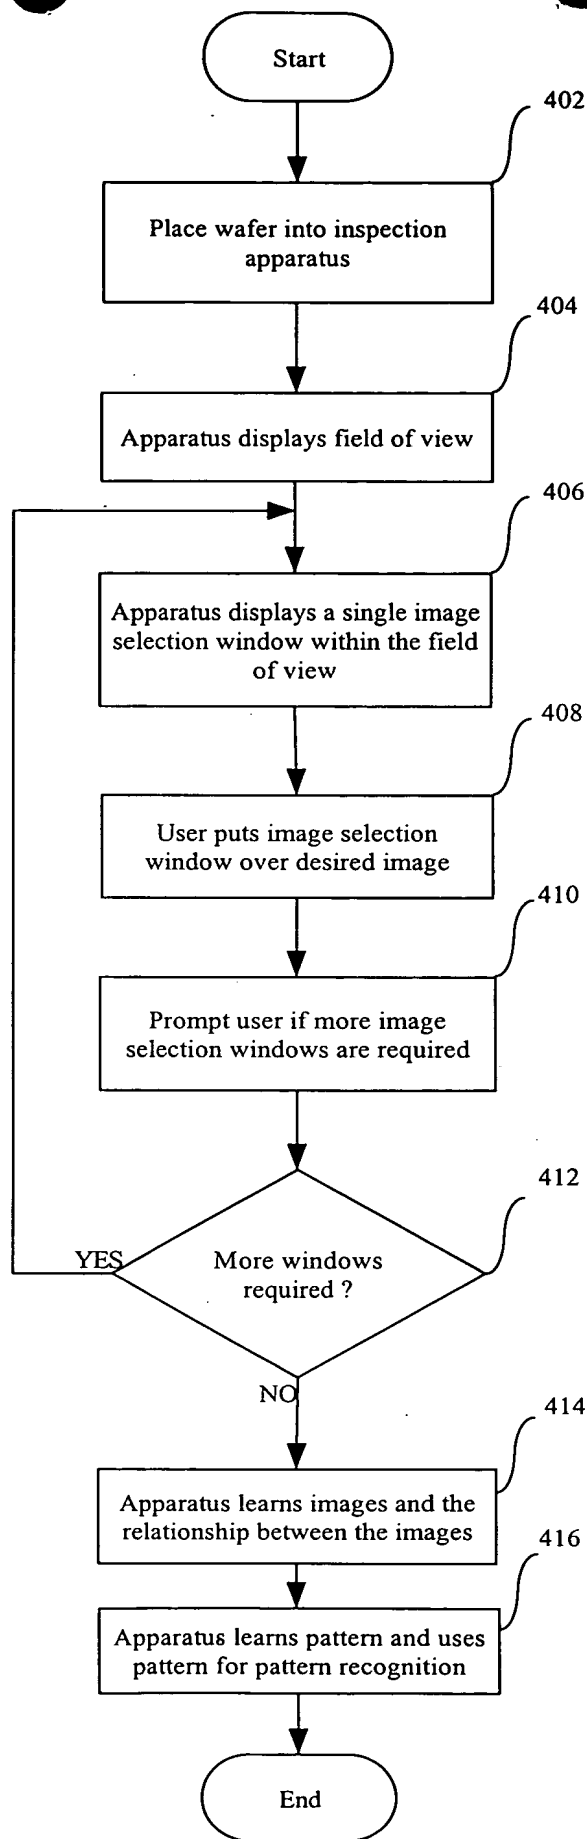 Start
402
Place wafer into inspection
apparatus
404
Apparatus displays field of view
406
Apparatus displays a single image
selection window within the field
of view
408
User puts image selection
window over desired image
410
Prompt user if more image
selection windows are required
412
YES
More windows
required ?
NO
414
Apparatus learns images and the
relationship between the images
416
Apparatus learns pattern and uses
pattern for pattern recognition
End